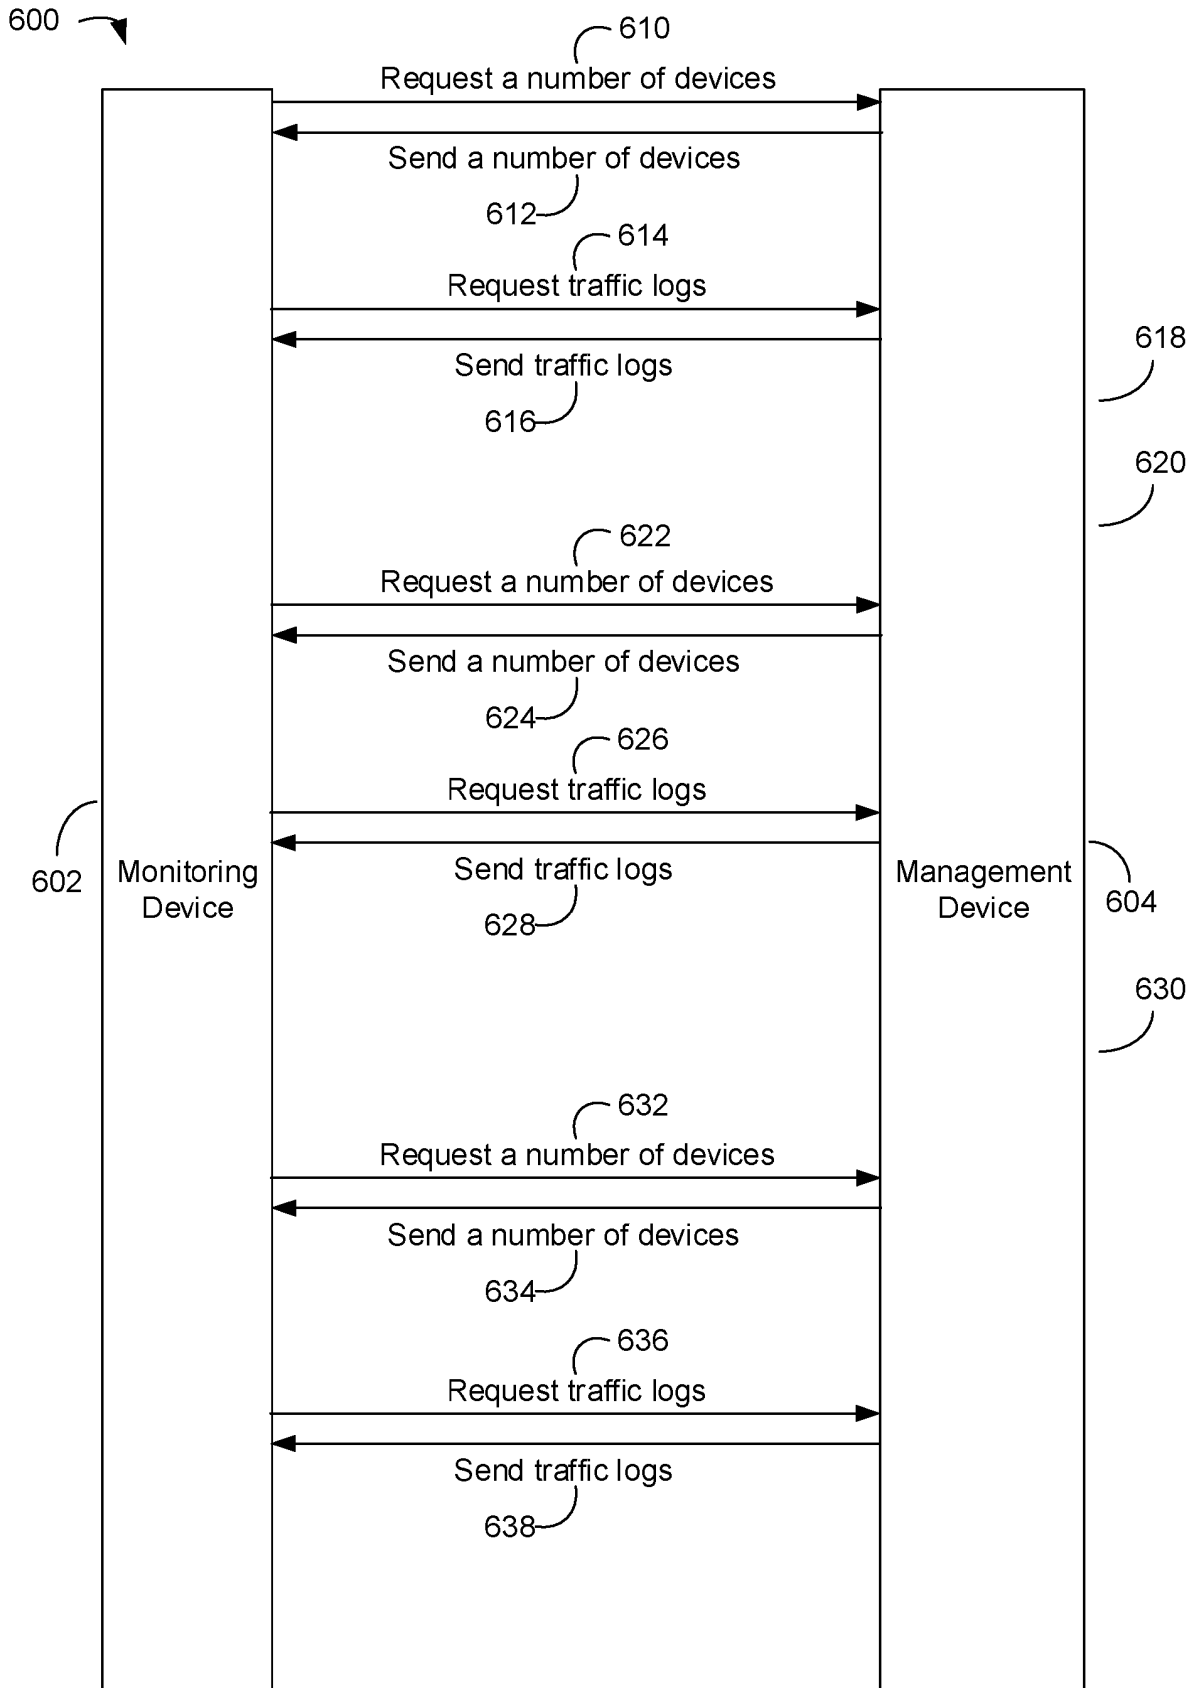 600
610
Request a number of devices
Send a number of devices
612
614
Request traffic logs
618
Send traffic logs
616
620
622
Request a number of devices
Send a number of devices
624
626
Request traffic logs
Send traffic logs
602
Monitoring
Device
Management
Device
604
628
630
632
Request a number of devices
Send a number of devices
634
636
Request traffic logs
Send traffic logs
638